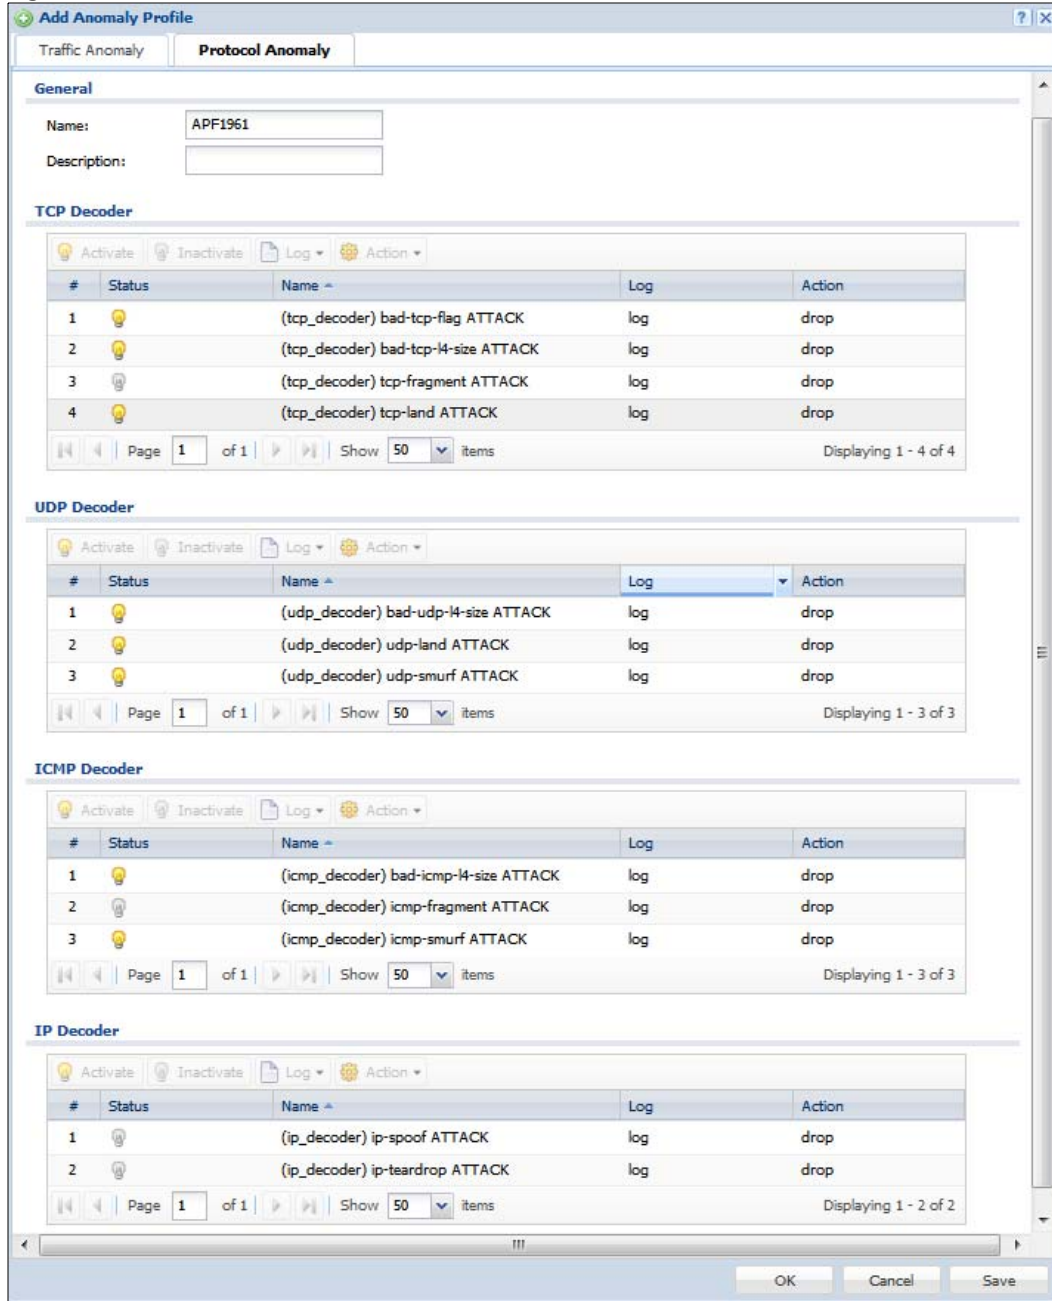 Add Anomaly Profile ? X
Traffic Anomaly Protocol Anomaly
General
Name: APF1961
Description:
TCP Decoder
Activate Inactivate Log Action
# Status Name Log Action
1 (tcp_decoder) bad-tcp-flag ATTACK log drop
2 (tcp_decoder) bad-tcp-l4-size ATTACK log drop
3 (tcp_decoder) tcp-fragment ATTACK log drop
4 (tcp_decoder) tcp-land ATTACK log drop
Page 1 of 1 Show 50 items Displaying 1 - 4 of 4
UDP Decoder
Activate Inactivate Log Action
# Status Name Log Action
1 (udp_decoder) bad-udp-l4-size ATTACK log drop
2 (udp_decoder) udp-land ATTACK log drop
3 (udp_decoder) udp-smurf ATTACK log drop
Page 1 of 1 Show 50 items Displaying 1 - 3 of 3
ICMP Decoder
Activate Inactivate Log Action
# Status Name Log Action
1 (icmp_decoder) bad-icmp-l4-size ATTACK log drop
2 (icmp_decoder) icmp-fragment ATTACK log drop
3 (icmp_decoder) icmp-smurf ATTACK log drop
Page 1 of 1 Show 50 items Displaying 1 - 3 of 3
IP Decoder
Activate Inactivate Log Action
# Status Name Log Action
1 (ip_decoder) ip-spoof ATTACK log drop
2 (ip_decoder) ip-teardrop ATTACK log drop
Page 1 of 1 Show 50 items Displaying 1 - 2 of 2
OK Cancel Save